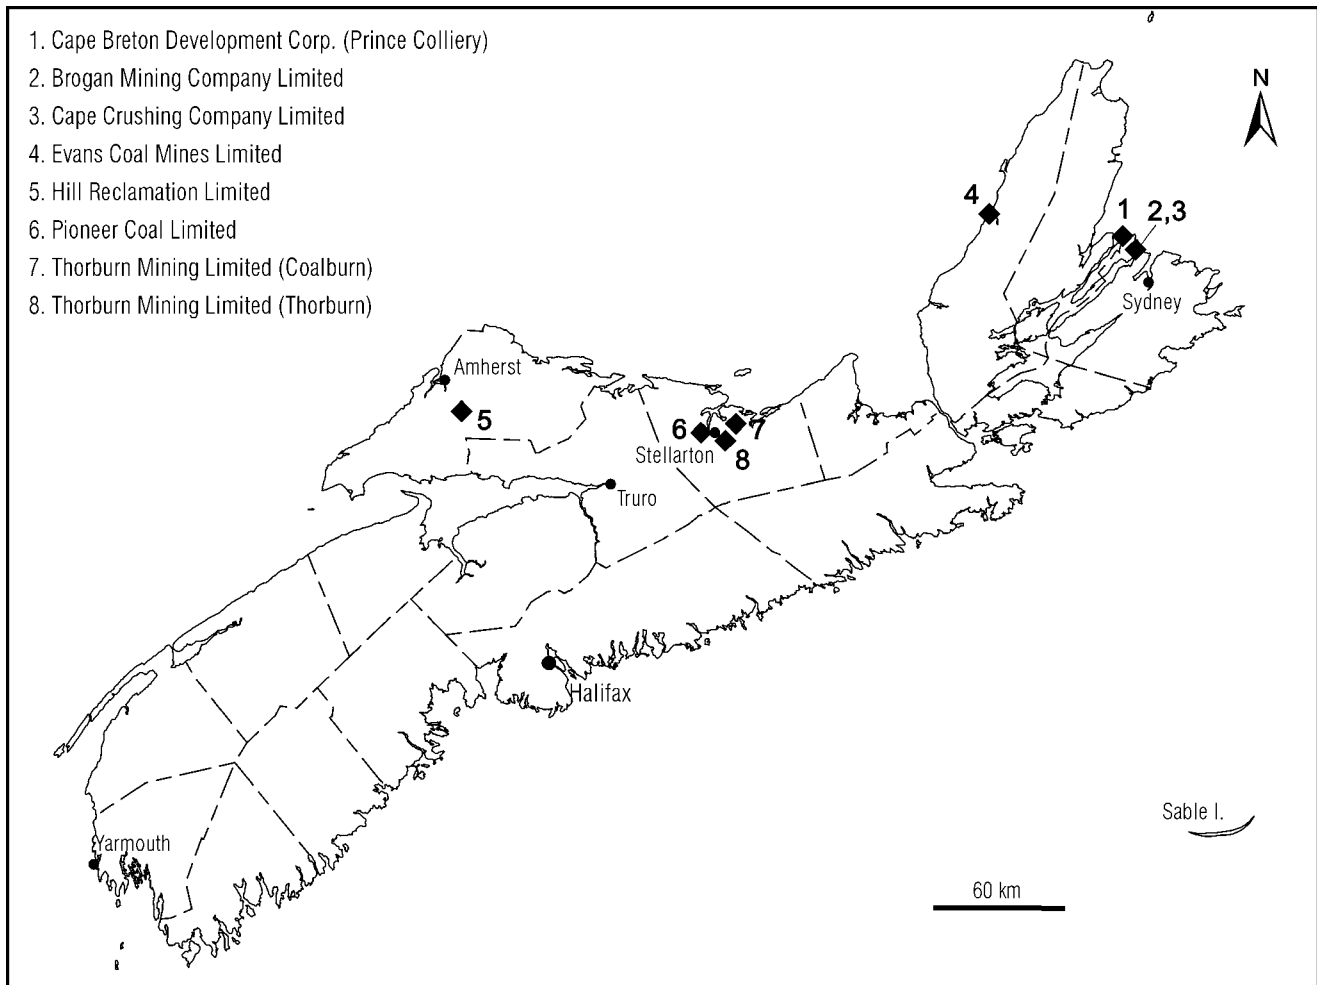 1. Cape Breton Development Corp. (Prince Colliery)
2. Brogan Mining Company Limited
3. Cape Crushing Company Limited
4. Evans Coal Mines Limited
5. Hill Reclamation Limited
6. Pioneer Coal Limited
7. Thorburn Mining Limited (Coalburn)
8. Thorburn Mining Limited (Thorburn)
N
4
1
2,3
Sydney
Amherst
5
6
7
Stellarton
8
Truro
Halifax
Sable I.
Yarmouth
60 km